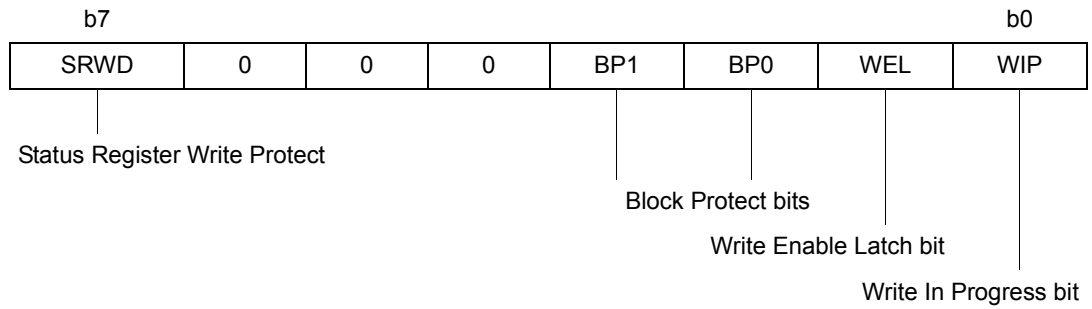 b7 b0
SRWD 0 0 0 BP1 BP0 WEL WIP
Status Register Write Protect
Block Protect bits
Write Enable Latch bit
Write In Progress bit